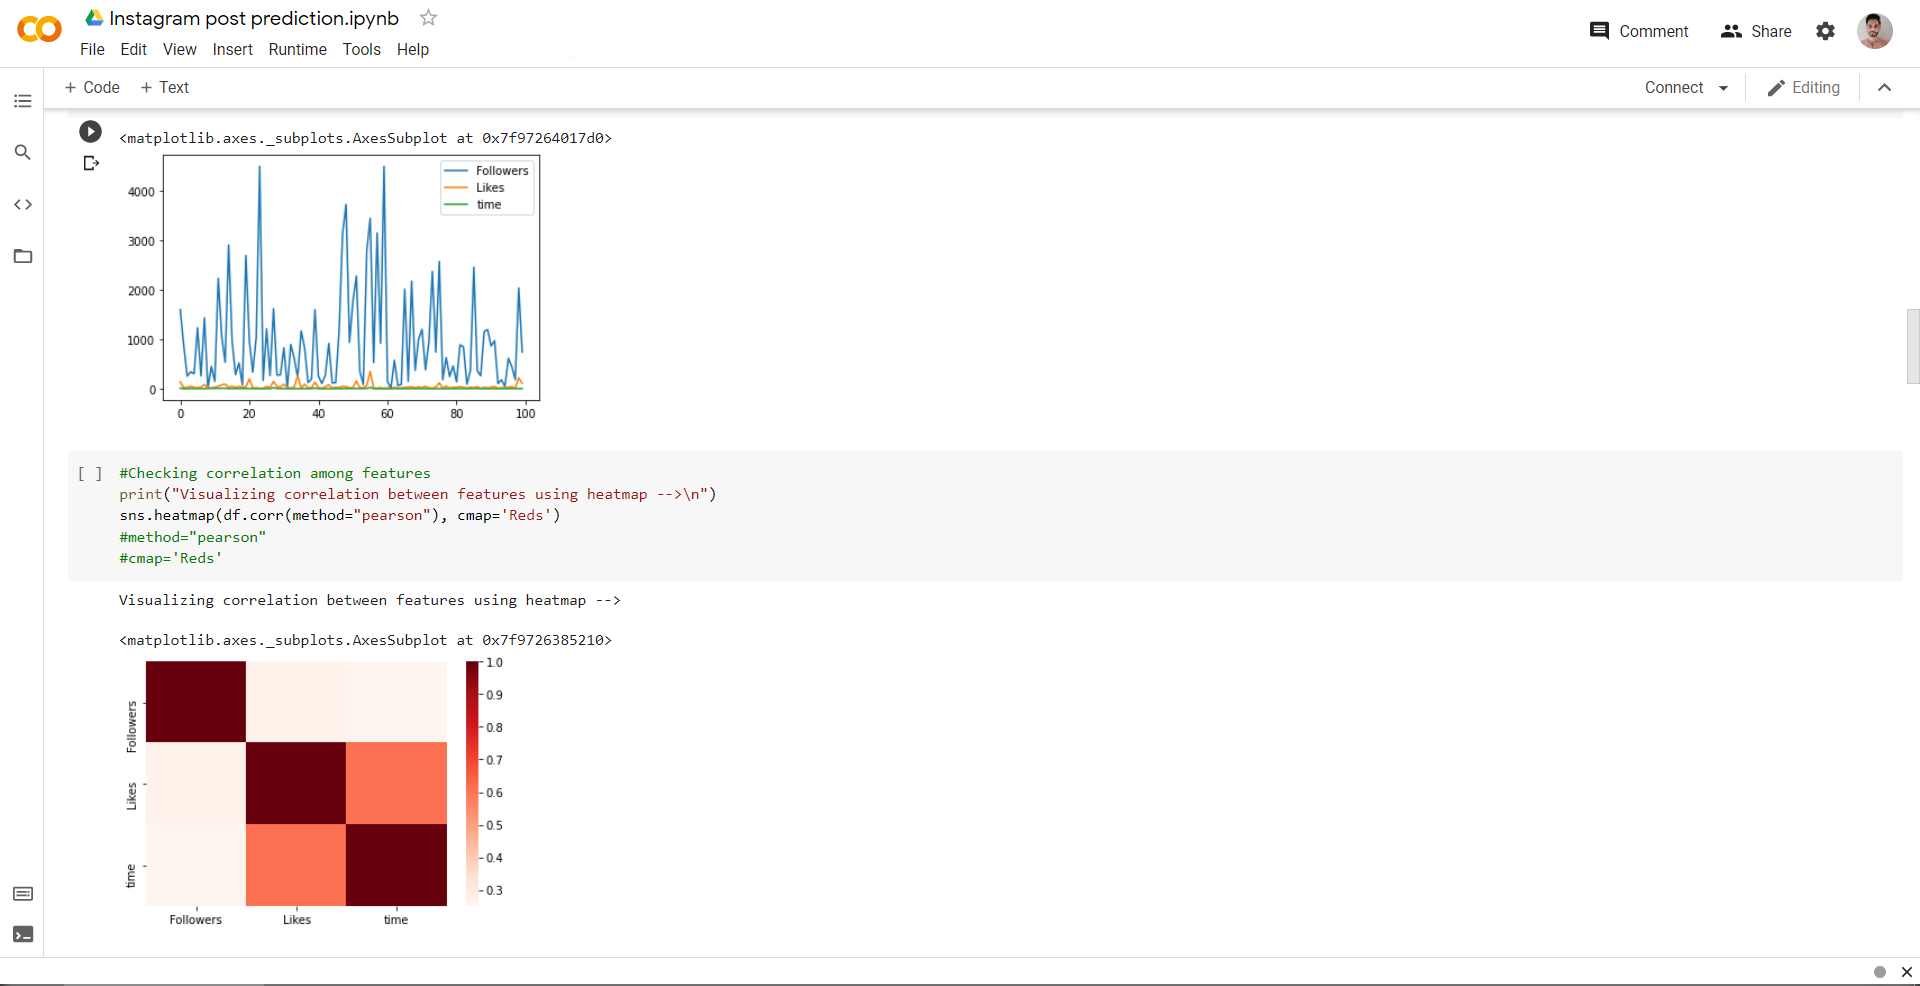 Instagram post prediction.ipynb
File Edit View Insert Runtime Tools Help
Comment Share
+ Code + Text
Connect Editing
<matplotlib.axes._subplots.AxesSubplot at 0x7f97264017d0>
Followers
Likes
time
4000
3000
2000
1000
0
0 20 40 60 80 100
[ ] #Checking correlation among features
print("Visualizing correlation between features using heatmap -->\n")
sns.heatmap(df.corr(method="pearson"), cmap='Reds')
#method="pearson"
#cmap='Reds'
Visualizing correlation between features using heatmap -->
<matplotlib.axes._subplots.AxesSubplot at 0x7f9726385210>
Followers
Likes
time
Followers Likes time
1.0
0.9
0.8
0.7
0.6
0.5
0.4
0.3